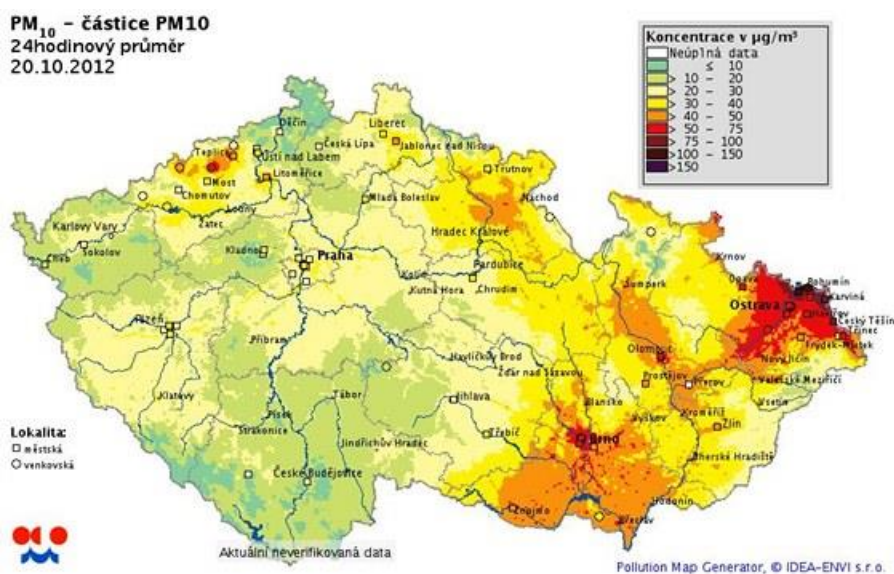 PM10 - částice PM10
24hodinový průměr
20.10.2012
Koncentrace v µg/m³
Neúplná data
≤ 10
> 10 - 20
> 20 - 30
> 30 - 40
> 40 - 50
> 50 - 75
> 75 - 100
>100 - 150
>150
Děčín
Liberec
Česká Lípa
Jablonec nad Nisou
Teplice
Ústí nad Labem
Litoměřice
Trutnov
Most
Chomutov
Mladá Boleslav
Náchod
Louny
Žatec
Karlovy Vary
Hradec Králové
Sokolov
Kladno
Praha
Krnov
Cheb
Kolín
Pardubice
Opava
Bohumín
Kutná Hora
Chrudim
Šumperk
Karviná
Ostrava
Havířov
Český Těšín
Plzeň
Třinec
Příbram
Frýdek-Místek
Olomouc
Nový Jičín
Havlíčkův Brod
Žďár nad Sázavou
Prostějov
Přerov
Valašské Meziříčí
Klatovy
Tábor
Jihlava
Blansko
Vsetín
Písek
Vyškov
Kroměříž
Strakonice
Třebíč
Zlín
Lokalita:
městská
venkovská
Jindřichův Hradec
Brno
Uherské Hradiště
České Budějovice
Hodonín
Znojmo
Břeclav
Aktuální neverifikovaná data
Pollution Map Generator, © IDEA-ENVI s.r.o.